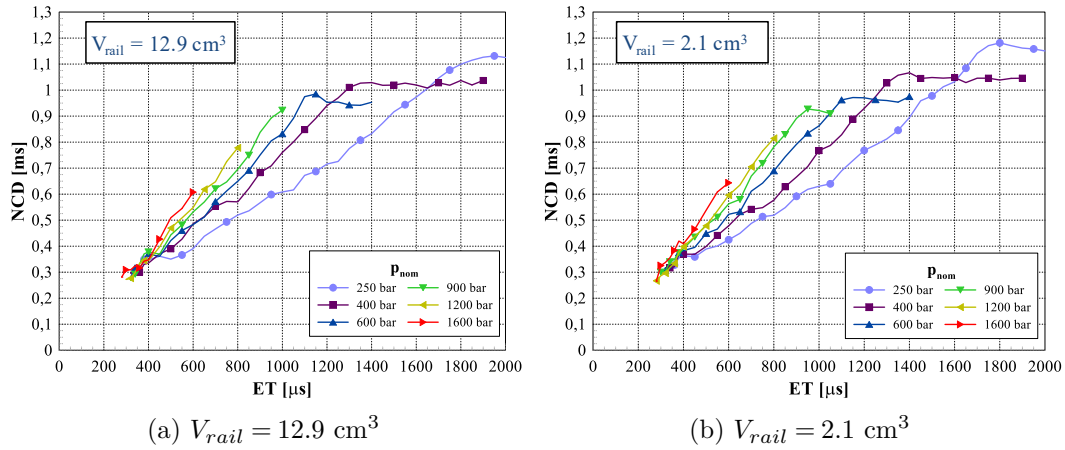 1,3
1,2
1,1
1
0,9
0,8
0,7
0,6
0,5
0,4
0,3
0,2
0,1
0
NCD [ms]
V_rail = 12.9 cm³
p_nom
250 bar
400 bar
600 bar
900 bar
1200 bar
1600 bar
0 200 400 600 800 1000 1200 1400 1600 1800 2000
ET [μs]
(a) V_rail = 12.9 cm³
1,3
1,2
1,1
1
0,9
0,8
0,7
0,6
0,5
0,4
0,3
0,2
0,1
0
NCD [ms]
V_rail = 2.1 cm³
p_nom
250 bar
400 bar
600 bar
900 bar
1200 bar
1600 bar
0 200 400 600 800 1000 1200 1400 1600 1800 2000
ET [μs]
(b) V_rail = 2.1 cm³